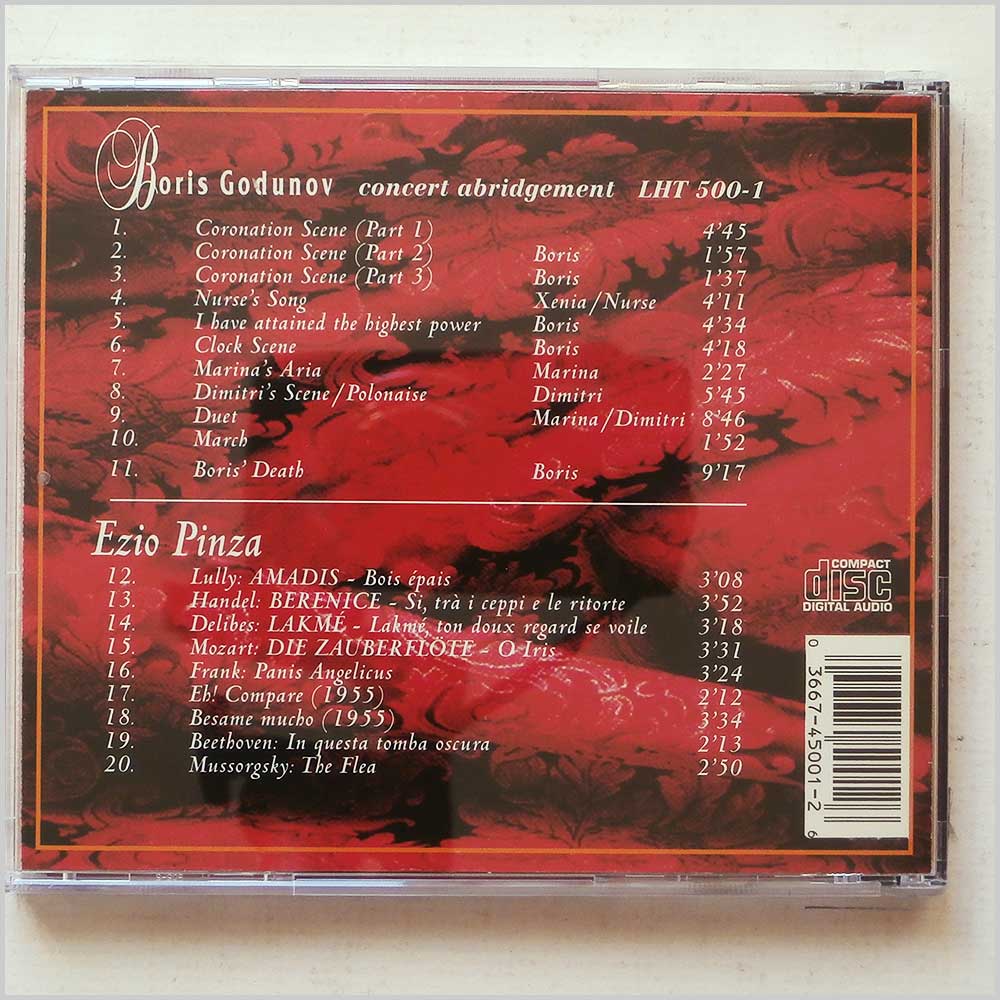 Boris Godunov concert abridgement LHT 500-1
1. Coronation Scene (Part 1) 4'45
2. Coronation Scene (Part 2) Boris 1'57
3. Coronation Scene (Part 3) Boris 1'37
4. Nurse's Song Xenia/Nurse 4'11
5. I have attained the highest power Boris 4'34
6. Clock Scene Boris 4'18
7. Marina's Aria Marina 2'27
8. Dimitri's Scene/Polonaise Dimitri 5'45
9. Duet Marina/Dimitri 8'46
10. March 1'52
11. Boris' Death Boris 9'17
Ezio Pinza
12. Lully: AMADIS - Bois épais 3'08
13. Handel: BERENICE - Si, trà i ceppi e le ritorte 3'52
14. Delibes: LAKMÉ - Lakmé, ton doux regard se voile 3'18
15. Mozart: DIE ZAUBERFLÖTE - O Iris 3'31
16. Frank: Panis Angelicus 3'24
17. Eh! Compare (1955) 2'12
18. Besame mucho (1955) 3'34
19. Beethoven: In questa tomba oscura 2'13
20. Mussorgsky: The Flea 2'50
COMPACT
disc
DIGITAL AUDIO
0 3667-45001-2 6